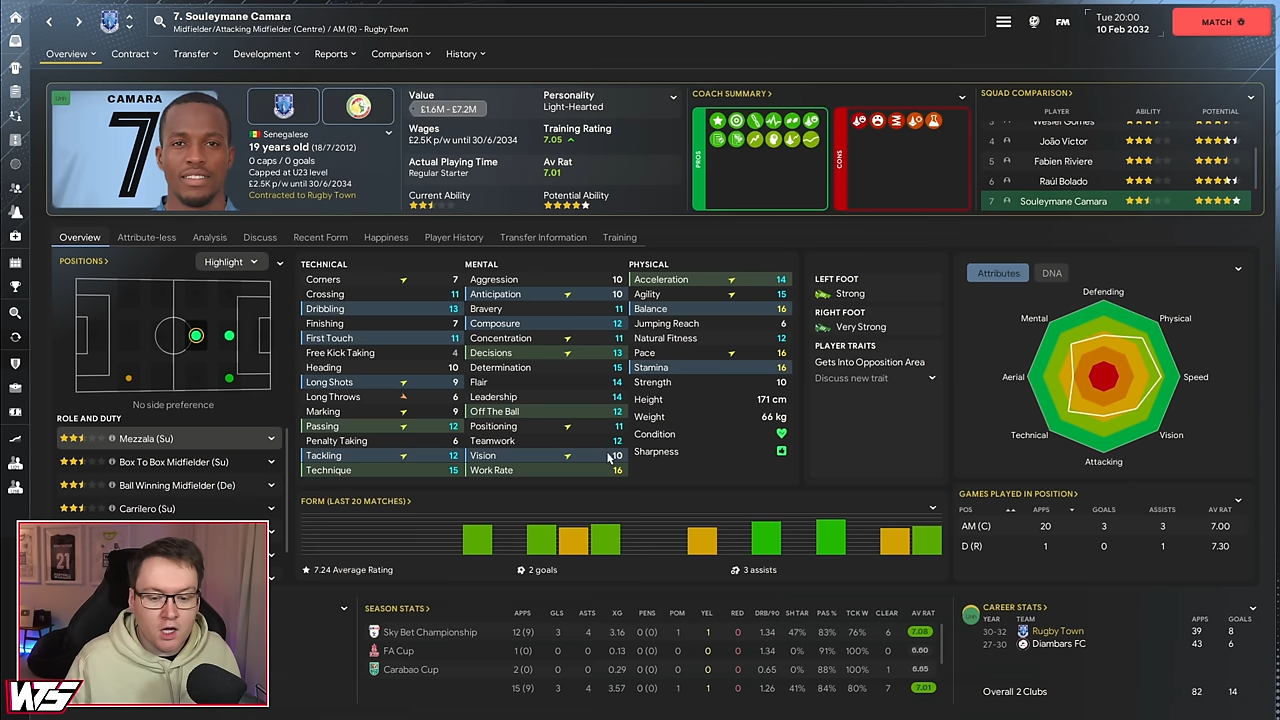 7. Souleymane Camara
Midfielder/Attacking Midfielder (Centre) / AM (R) - Rugby Town
FM
Tue 20:00
10 Feb 2032
MATCH
Overview
Contract
Transfer
Development
Reports
Comparison
History
Unh
CAMARA
7
Senegalese
19 years old (18/7/2012)
0 caps / 0 goals
Capped at U23 level
£2.5K p/w until 30/6/2034
Contracted to Rugby Town
Value
£1.6M - £7.2M
Wages
£2.5K p/w until 30/6/2034
Actual Playing Time
Regular Starter
Current Ability
Personality
Light-Hearted
Training Rating
7.05
Av Rat
7.01
Potential Ability
COACH SUMMARY >
PROS
CONS
SQUAD COMPARISON >
PLAYER ABILITY POTENTIAL
3 Wesley Gomes
4 João Victor
5 Fabien Riviere
6 Raúl Bolado
7 Souleymane Camara
Overview
Attribute-less
Analysis
Discuss
Recent Form
Happiness
Player History
Transfer Information
Training
POSITIONS >
Highlight
No side preference
ROLE AND DUTY
Mezzala (Su)
Box To Box Midfielder (Su)
Ball Winning Midfielder (De)
Carrilero (Su)
TECHNICAL
Corners 7
Crossing 11
Dribbling 13
Finishing 7
First Touch 11
Free Kick Taking 4
Heading 10
Long Shots 9
Long Throws 6
Marking 9
Passing 12
Penalty Taking 6
Tackling 12
Technique 15
MENTAL
Aggression 10
Anticipation 10
Bravery 11
Composure 12
Concentration 11
Decisions 13
Determination 15
Flair 14
Leadership 14
Off The Ball 12
Positioning 11
Teamwork 12
Vision 10
Work Rate 16
PHYSICAL
Acceleration 14
Agility 15
Balance 16
Jumping Reach 6
Natural Fitness 12
Pace 16
Stamina 16
Strength 10
Height 171 cm
Weight 66 kg
Condition
Sharpness
LEFT FOOT
Strong
RIGHT FOOT
Very Strong
PLAYER TRAITS
Gets Into Opposition Area
Discuss new trait
Attributes
DNA
Defending
Physical
Speed
Vision
Attacking
Technical
Aerial
Mental
FORM (LAST 20 MATCHES) >
7.24 Average Rating
2 goals
3 assists
GAMES PLAYED IN POSITION >
POS APPS GOALS ASSISTS AV RAT
AM (C) 20 3 3 7.00
D (R) 1 0 1 7.30
SEASON STATS >
APPS GLS ASTS XG PENS POM YEL RED DRB/90 SH TAR PAS % TCK W CLEAR AV RAT
Sky Bet Championship 12 (9) 3 4 3.16 0 (0) 1 1 0 1.34 47% 83% 76% 6 7.08
FA Cup 1 (0) 0 0 0.13 0 (0) 0 0 0 1.34 0% 91% 100% 0 6.60
Carabao Cup 2 (0) 0 0 0.29 0 (0) 0 0 0 0.65 0% 88% 100% 1 6.65
15 (9) 3 4 3.57 0 (0) 1 1 0 1.26 41% 84% 80% 7 7.01
Unh
CAREER STATS >
YEAR TEAM APPS GOALS
30-32 Rugby Town 39 8
27-30 Diambars FC 43 6
Overall 2 Clubs 82 14
21
WTS